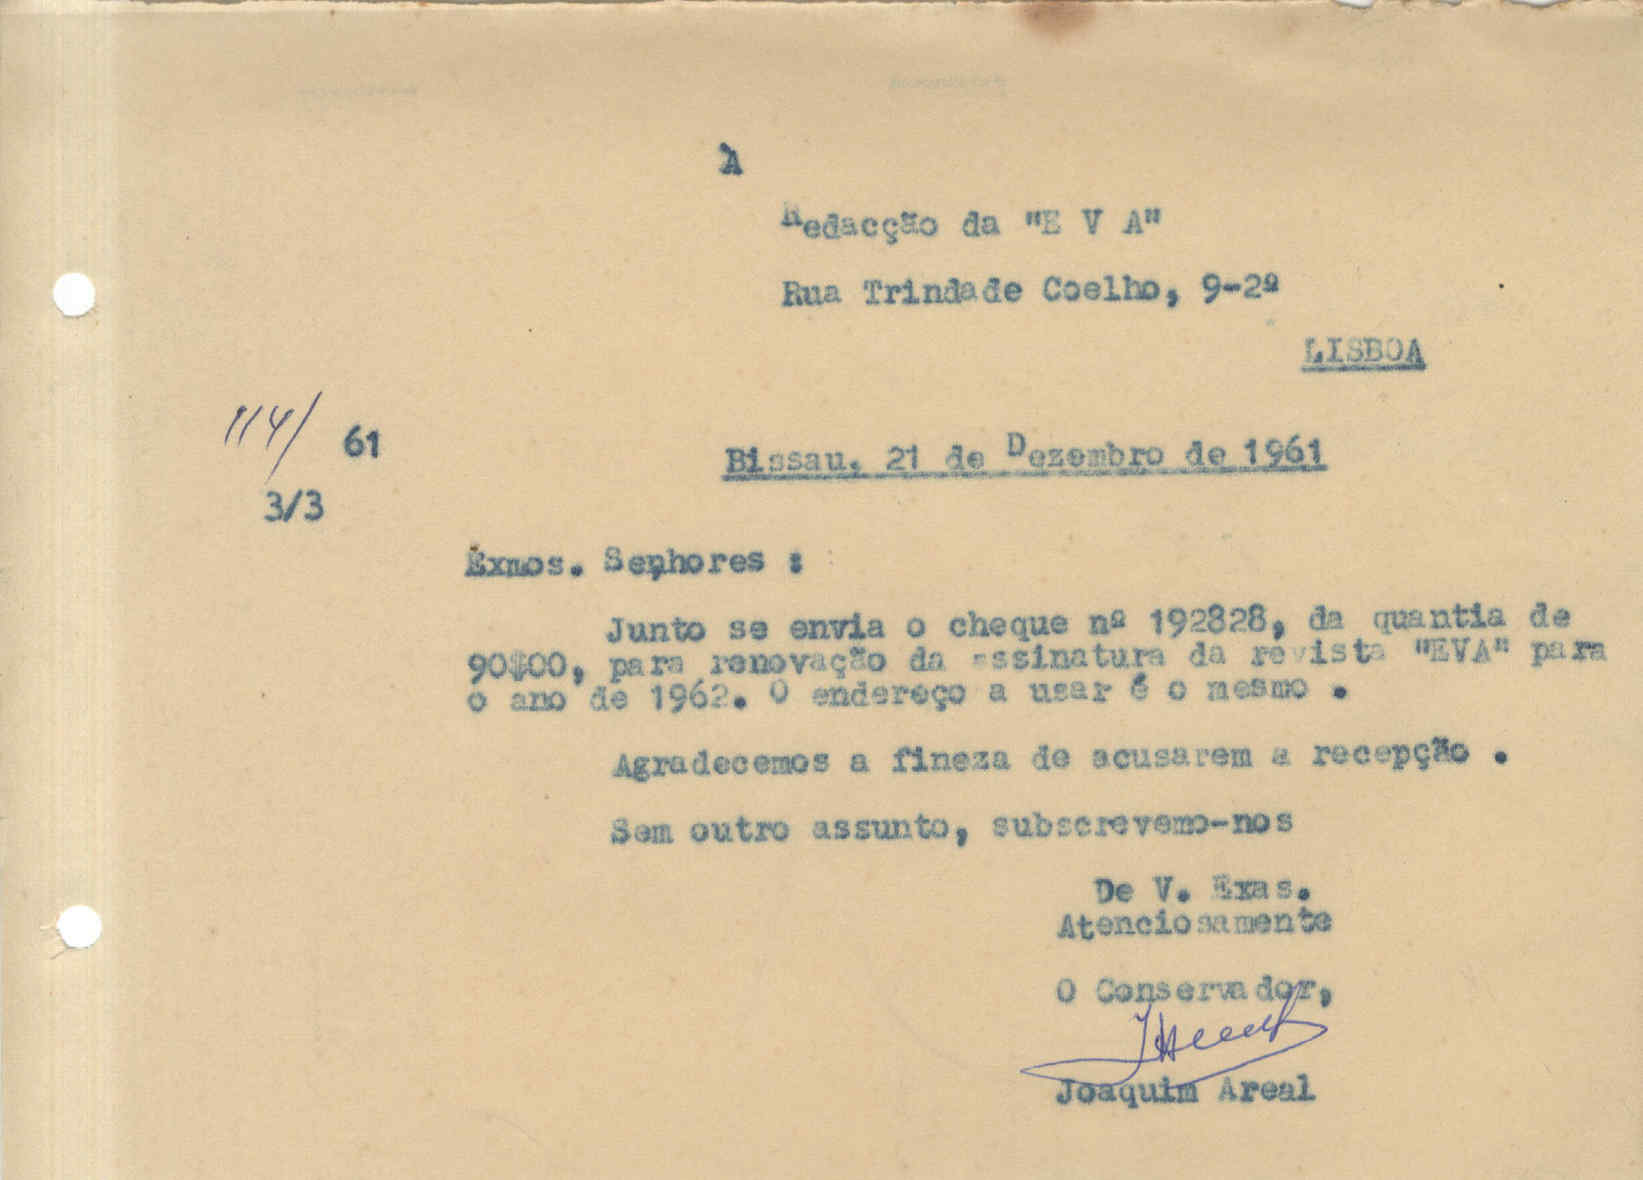 À
Redacção da "E V A"
Rua Trindade Coelho, 9-2º
LISBOA
114/ 61
3/3
Bissau, 21 de Dezembro de 1961
Exmos. Senhores :
Junto se envia o cheque nº 192828, da quantia de
90$00, para renovação da assinatura da revista "EVA" para
o ano de 1962. O endereço a usar é o mesmo .
Agradecemos a fineza de acusarem a recepção .
Sem outro assunto, subscrevemo-nos
De V. Exas.
Atenciosamente
O Conservador,
Joaquim Areal